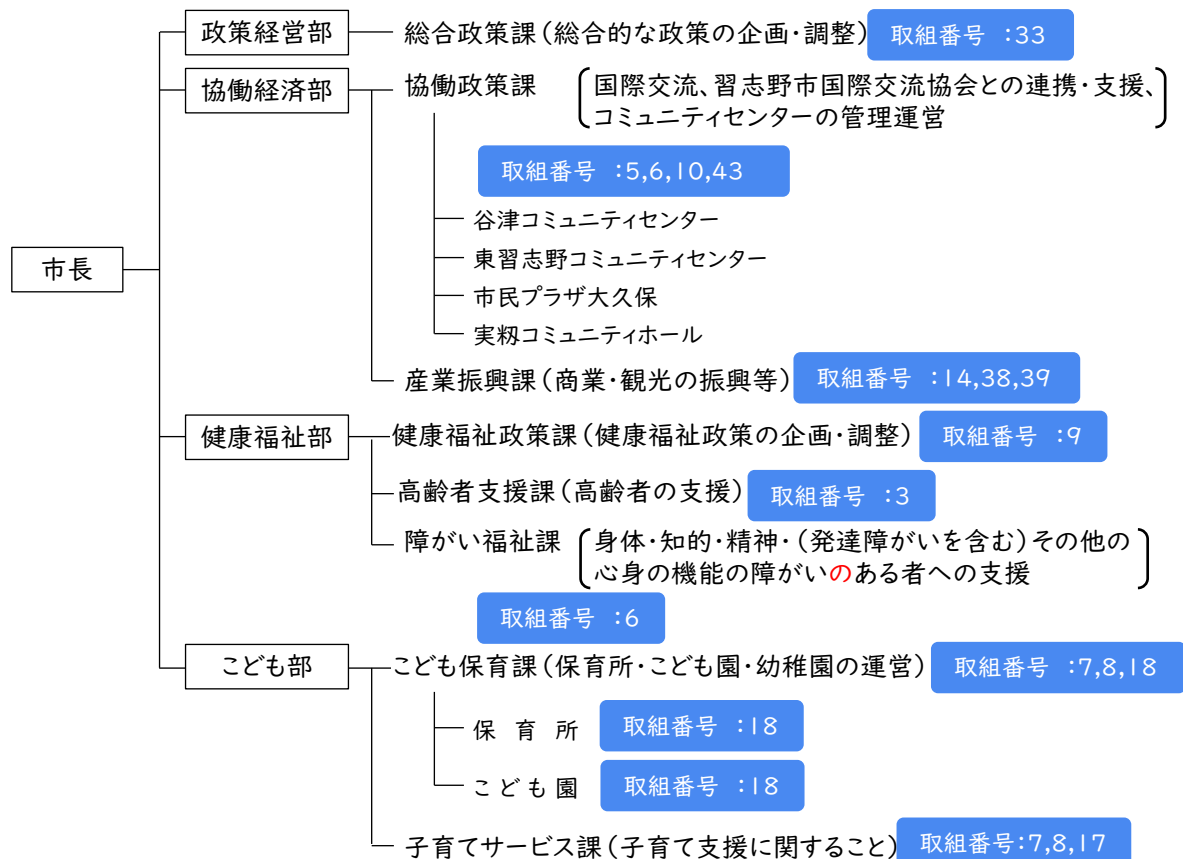 政策経営部 総合政策課(総合的な政策の企画・調整) 取組番号 :33
協働経済部 協働政策課 国際交流、習志野市国際交流協会との連携・支援、
コミュニティセンターの管理運営
取組番号 :5,6,10,43
谷津コミュニティセンター
東習志野コミュニティセンター
市長
市民プラザ大久保
実籾コミュニティホール
産業振興課(商業・観光の振興等) 取組番号 :14,38,39
健康福祉部 健康福祉政策課(健康福祉政策の企画・調整) 取組番号 :9
高齢者支援課(高齢者の支援) 取組番号 :3
障がい福祉課 身体・知的・精神・(発達障がいを含む)その他の
心身の機能の障がいのある者への支援
取組番号 :6
こども部 こども保育課(保育所・こども園・幼稚園の運営) 取組番号 :7,8,18
保育所 取組番号 :18
こども園 取組番号 :18
子育てサービス課(子育て支援に関すること) 取組番号:7,8,17